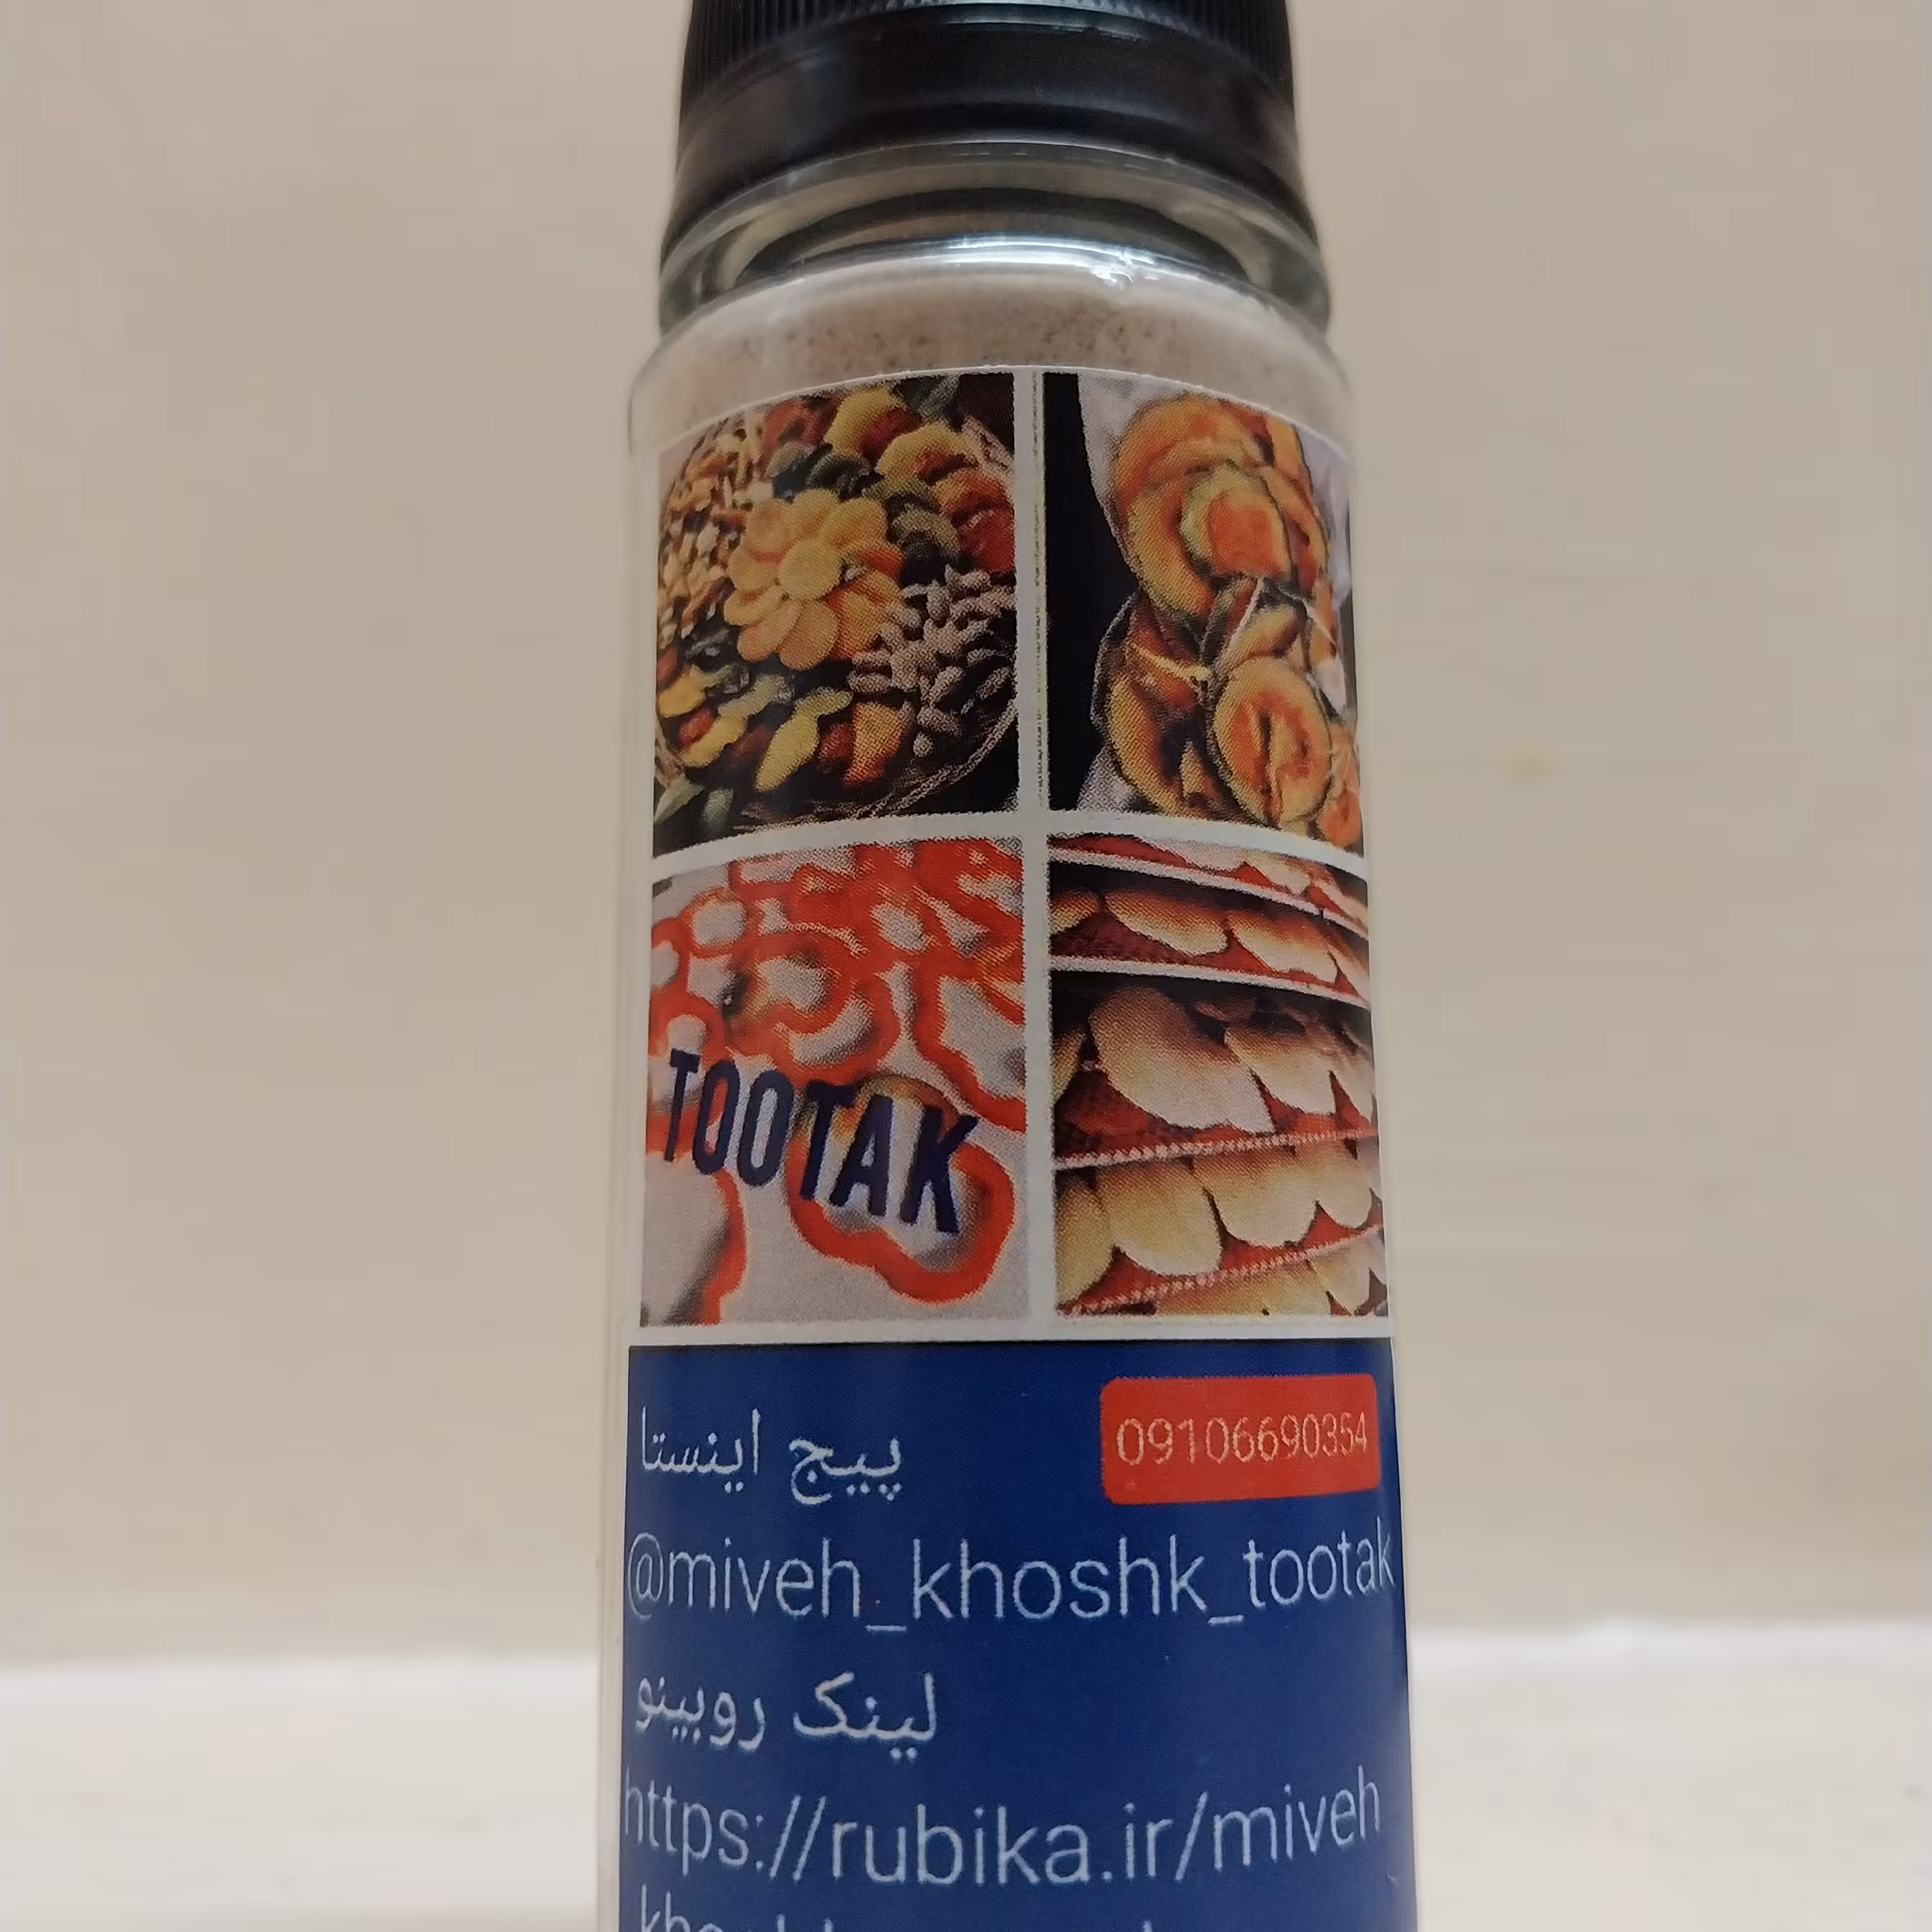 TOOTAK
پیج اینستا
09106690354
@miveh_khoshk_tootak
لینک روبینو
https://rubika.ir/miveh